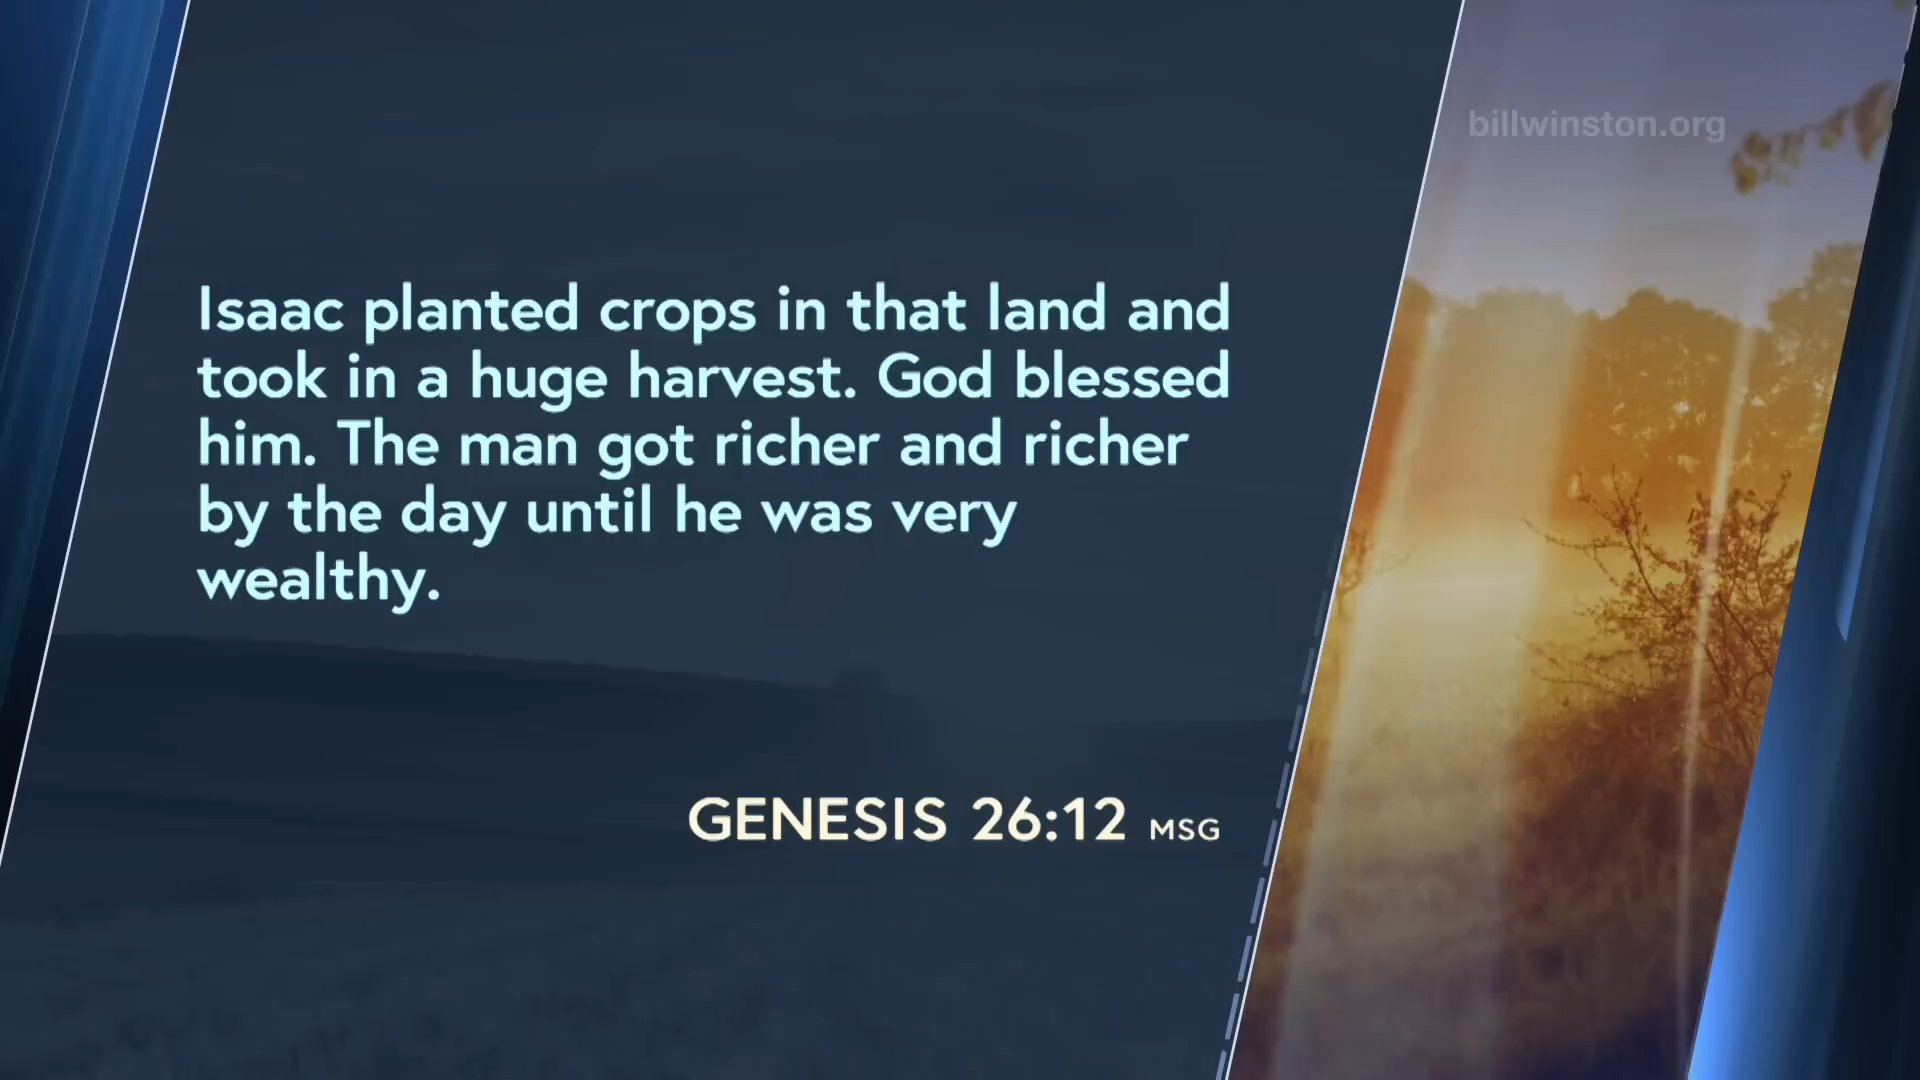 billwinston.org
Isaac planted crops in that land and
took in a huge harvest. God blessed
him. The man got richer and richer
by the day until he was very
wealthy.
GENESIS 26:12 MSG